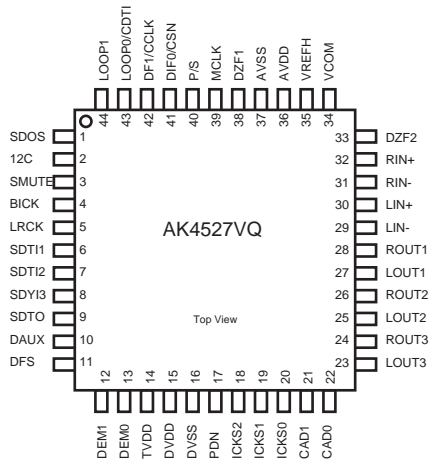 LOOP1
LOOP0/CDTI
DF1/CCLK
DIF0/CSN
P/S
MCLK
DZF1
AVSS
AVDD
VREFH
VCOM
44
43
42
41
40
39
38
37
36
35
34
SDOS 1
12C 2
SMUTE 3
BICK 4
LRCK 5
SDTI1 6
SDTI2 7
SDYI3 8
SDTO 9
DAUX 10
DFS 11
AK4527VQ
Top View
33 DZF2
32 RIN+
31 RIN-
30 LIN+
29 LIN-
28 ROUT1
27 LOUT1
26 ROUT2
25 LOUT2
24 ROUT3
23 LOUT3
12
13
14
15
16
17
18
19
20
21
22
DEM1
DEM0
TVDD
DVDD
DVSS
PDN
ICKS2
ICKS1
ICKS0
CAD1
CAD0